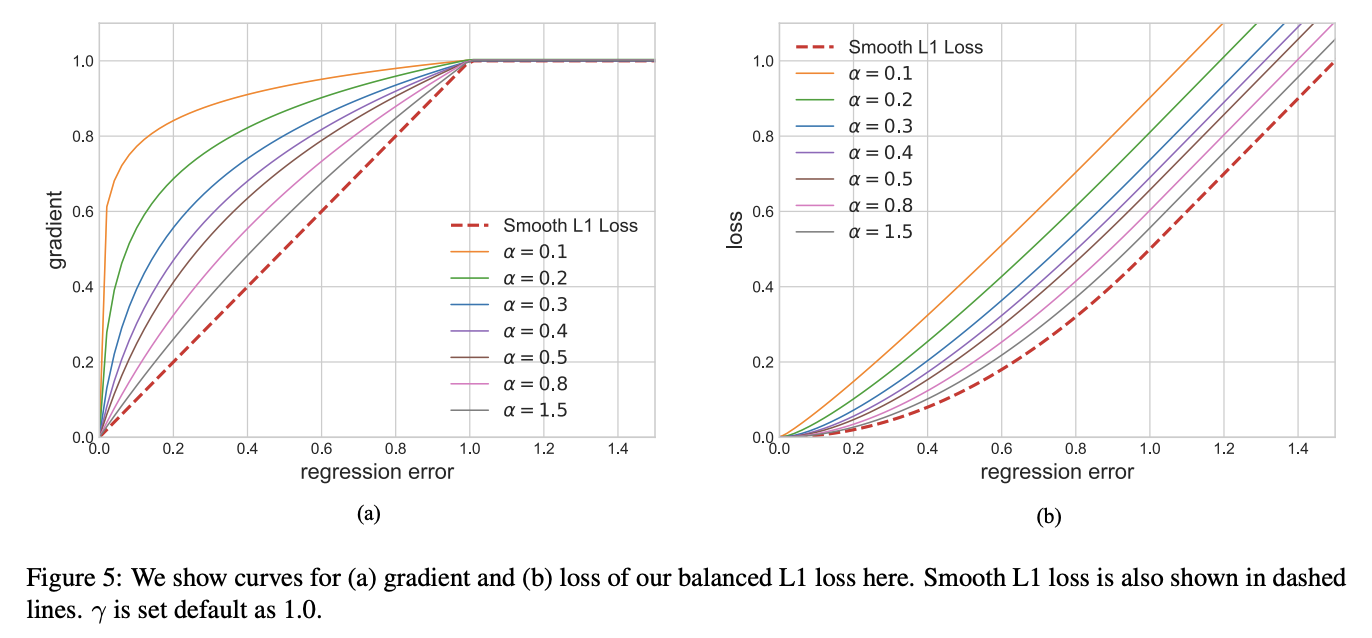 gradient
1.0
0.8
0.6
0.4
0.2
0.0
0.0 0.2 0.4 0.6 0.8 1.0 1.2 1.4
regression error
Smooth L1 Loss
α = 0.1
α = 0.2
α = 0.3
α = 0.4
α = 0.5
α = 0.8
α = 1.5
(a)
loss
1.0
0.8
0.6
0.4
0.2
0.0
0.0 0.2 0.4 0.6 0.8 1.0 1.2 1.4
regression error
Smooth L1 Loss
α = 0.1
α = 0.2
α = 0.3
α = 0.4
α = 0.5
α = 0.8
α = 1.5
(b)
Figure 5: We show curves for (a) gradient and (b) loss of our balanced L1 loss here. Smooth L1 loss is also shown in dashed
lines. γ is set default as 1.0.